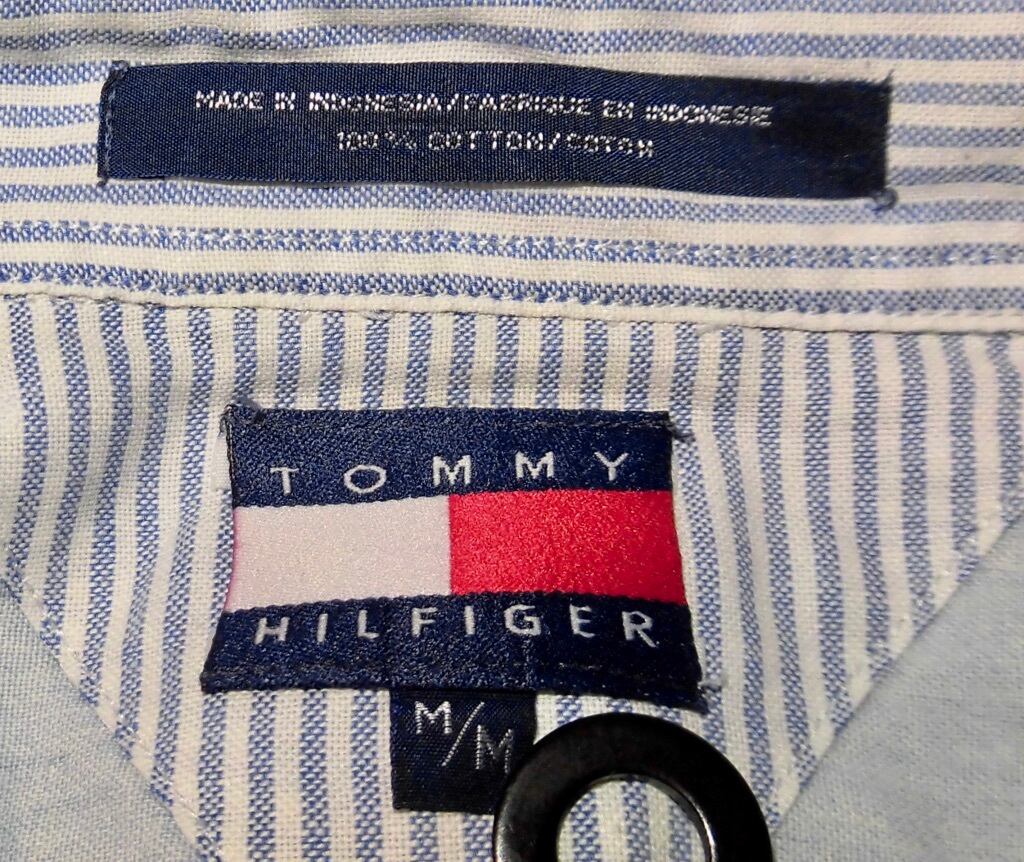 MADE IN INDONESIA/FABRIQUE EN INDONESIE
100% COTTON/COTON
TOMMY
HILFIGER
M/M